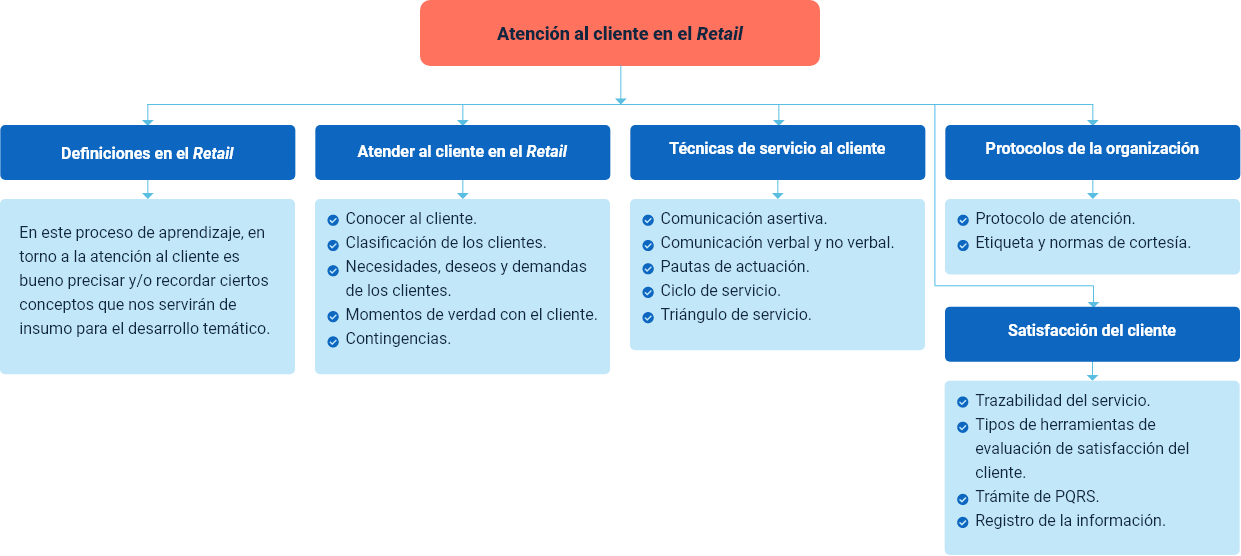 Atención al cliente en el Retail
Definiciones en el Retail
En este proceso de aprendizaje, en
torno a la atención al cliente es
bueno precisar y/o recordar ciertos
conceptos que nos servirán de
insumo para el desarrollo temático.
Atender al cliente en el Retail
Conocer al cliente.
Clasificación de los clientes.
Necesidades, deseos y demandas
de los clientes.
Momentos de verdad con el cliente.
Contingencias.
Técnicas de servicio al cliente
Comunicación asertiva.
Comunicación verbal y no verbal.
Pautas de actuación.
Ciclo de servicio.
Triángulo de servicio.
Protocolos de la organización
Protocolo de atención.
Etiqueta y normas de cortesía.
Satisfacción del cliente
Trazabilidad del servicio.
Tipos de herramientas de
evaluación de satisfacción del
cliente.
Trámite de PQRS.
Registro de la información.